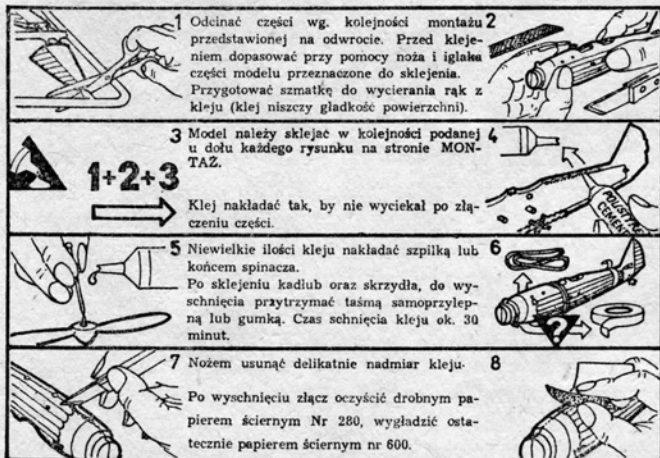 1
Odcinać części wg. kolejności montażu
przedstawionej na odwrocie. Przed kleje-
niem dopasować przy pomocy noża i iglaka
części modelu przeznaczone do sklejenia.
Przygotować szmatkę do wycierania rąk z
kleju (klej niszczy gładkość powierzchni).
2
3
Model należy sklejać w kolejności podanej
u dołu każdego rysunku na stronie MON-
TAŻ.
1+2+3
Klej nakładać tak, by nie wyciekał po złą-
czeniu części.
4
POLISTYREN
CEMENT
5
Niewielkie ilości kleju nakładać szpilką lub
końcem spinacza.
Po sklejeniu kadłub oraz skrzydła, do wy-
schnięcia przytrzymać taśmą samoprzylep-
ną lub gumką. Czas schnięcia kleju ok. 30
minut.
6
?
7
Nożem usunąć delikatnie nadmiar kleju.
Po wyschnięciu złącz oczyścić drobnym pa-
pierem ściernym Nr 280, wygładzić osta-
tecznie papierem ściernym nr 600.
8